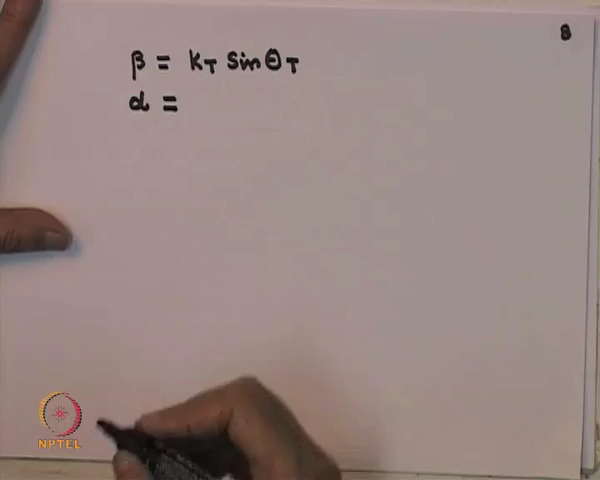 8
β = k_T Sin Θ_T
α =
NPTEL